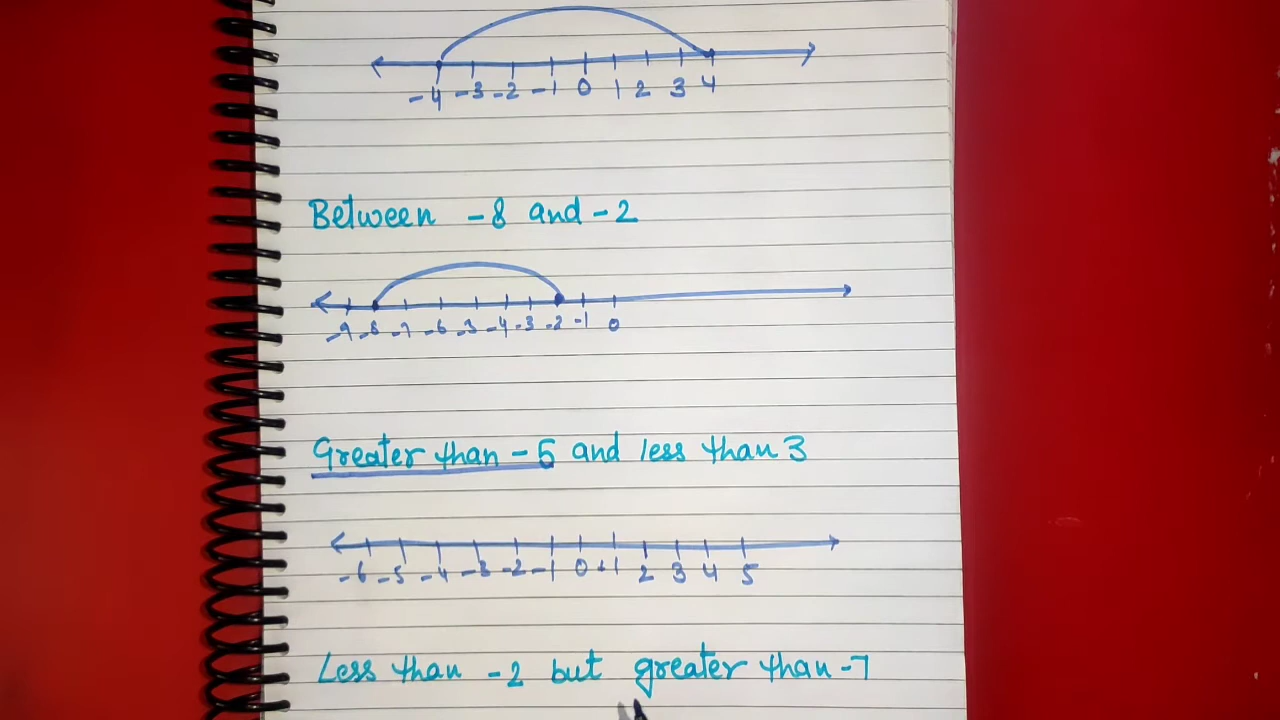 -4 -3 -2 -1 0 1 2 3 4
Between -8 and -2
-9 -8 -7 -6 -5 -4 -3 -2 -1 0
Greater than -5 and less than 3
-6 -5 -4 -3 -2 -1 0 +1 2 3 4 5
Less than -2 but greater than -7